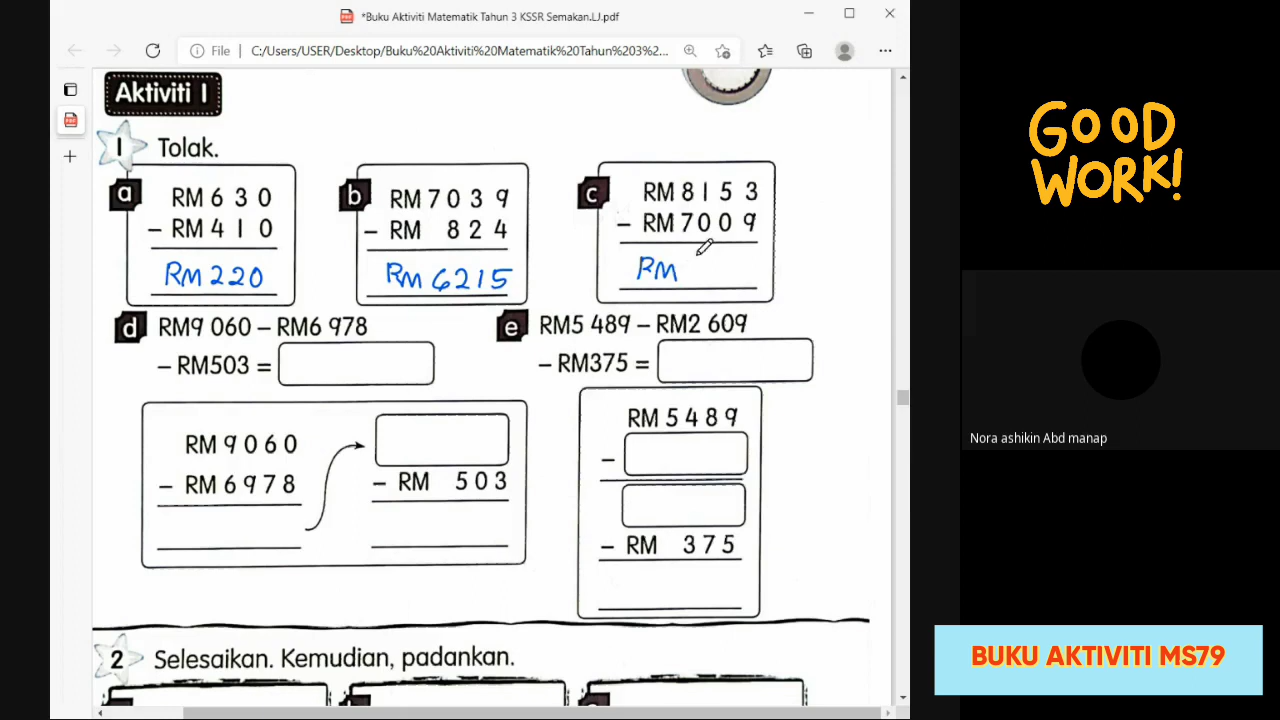 *Buku Aktiviti Matematik Tahun 3 KSSR Semakan.LJ.pdf
File | C:/Users/USER/Desktop/Buku%20Aktiviti%20Matematik%20Tahun%203%2...
Aktiviti 1
1 Tolak.
a
RM 6 3 0
– RM 4 1 0
RM 220
b
RM 7 0 3 9
– RM 8 2 4
RM 6215
c
RM 8 1 5 3
– RM 7 0 0 9
RM
d RM9 060 – RM6 978
– RM503 =
RM 9 0 6 0
– RM 6 9 7 8
– RM 5 0 3
e RM5 489 – RM2 609
– RM375 =
RM 5 4 8 9
–
– RM 3 7 5
2 Selesaikan. Kemudian, padankan.
GOOD
WORK!
Nora ashikin Abd manap
BUKU AKTIVITI MS79